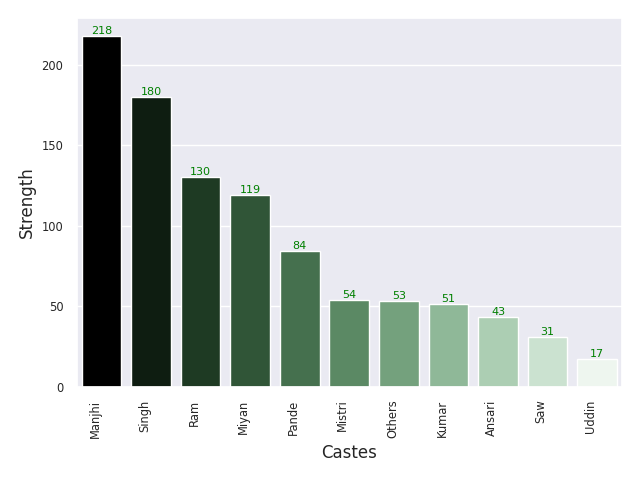 218
200
180
150
130
119
100
84
54
53
51
50
43
31
17
0
Strength
Manjhi
Singh
Ram
Miyan
Pande
Mistri
Others
Kumar
Ansari
Saw
Uddin
Castes